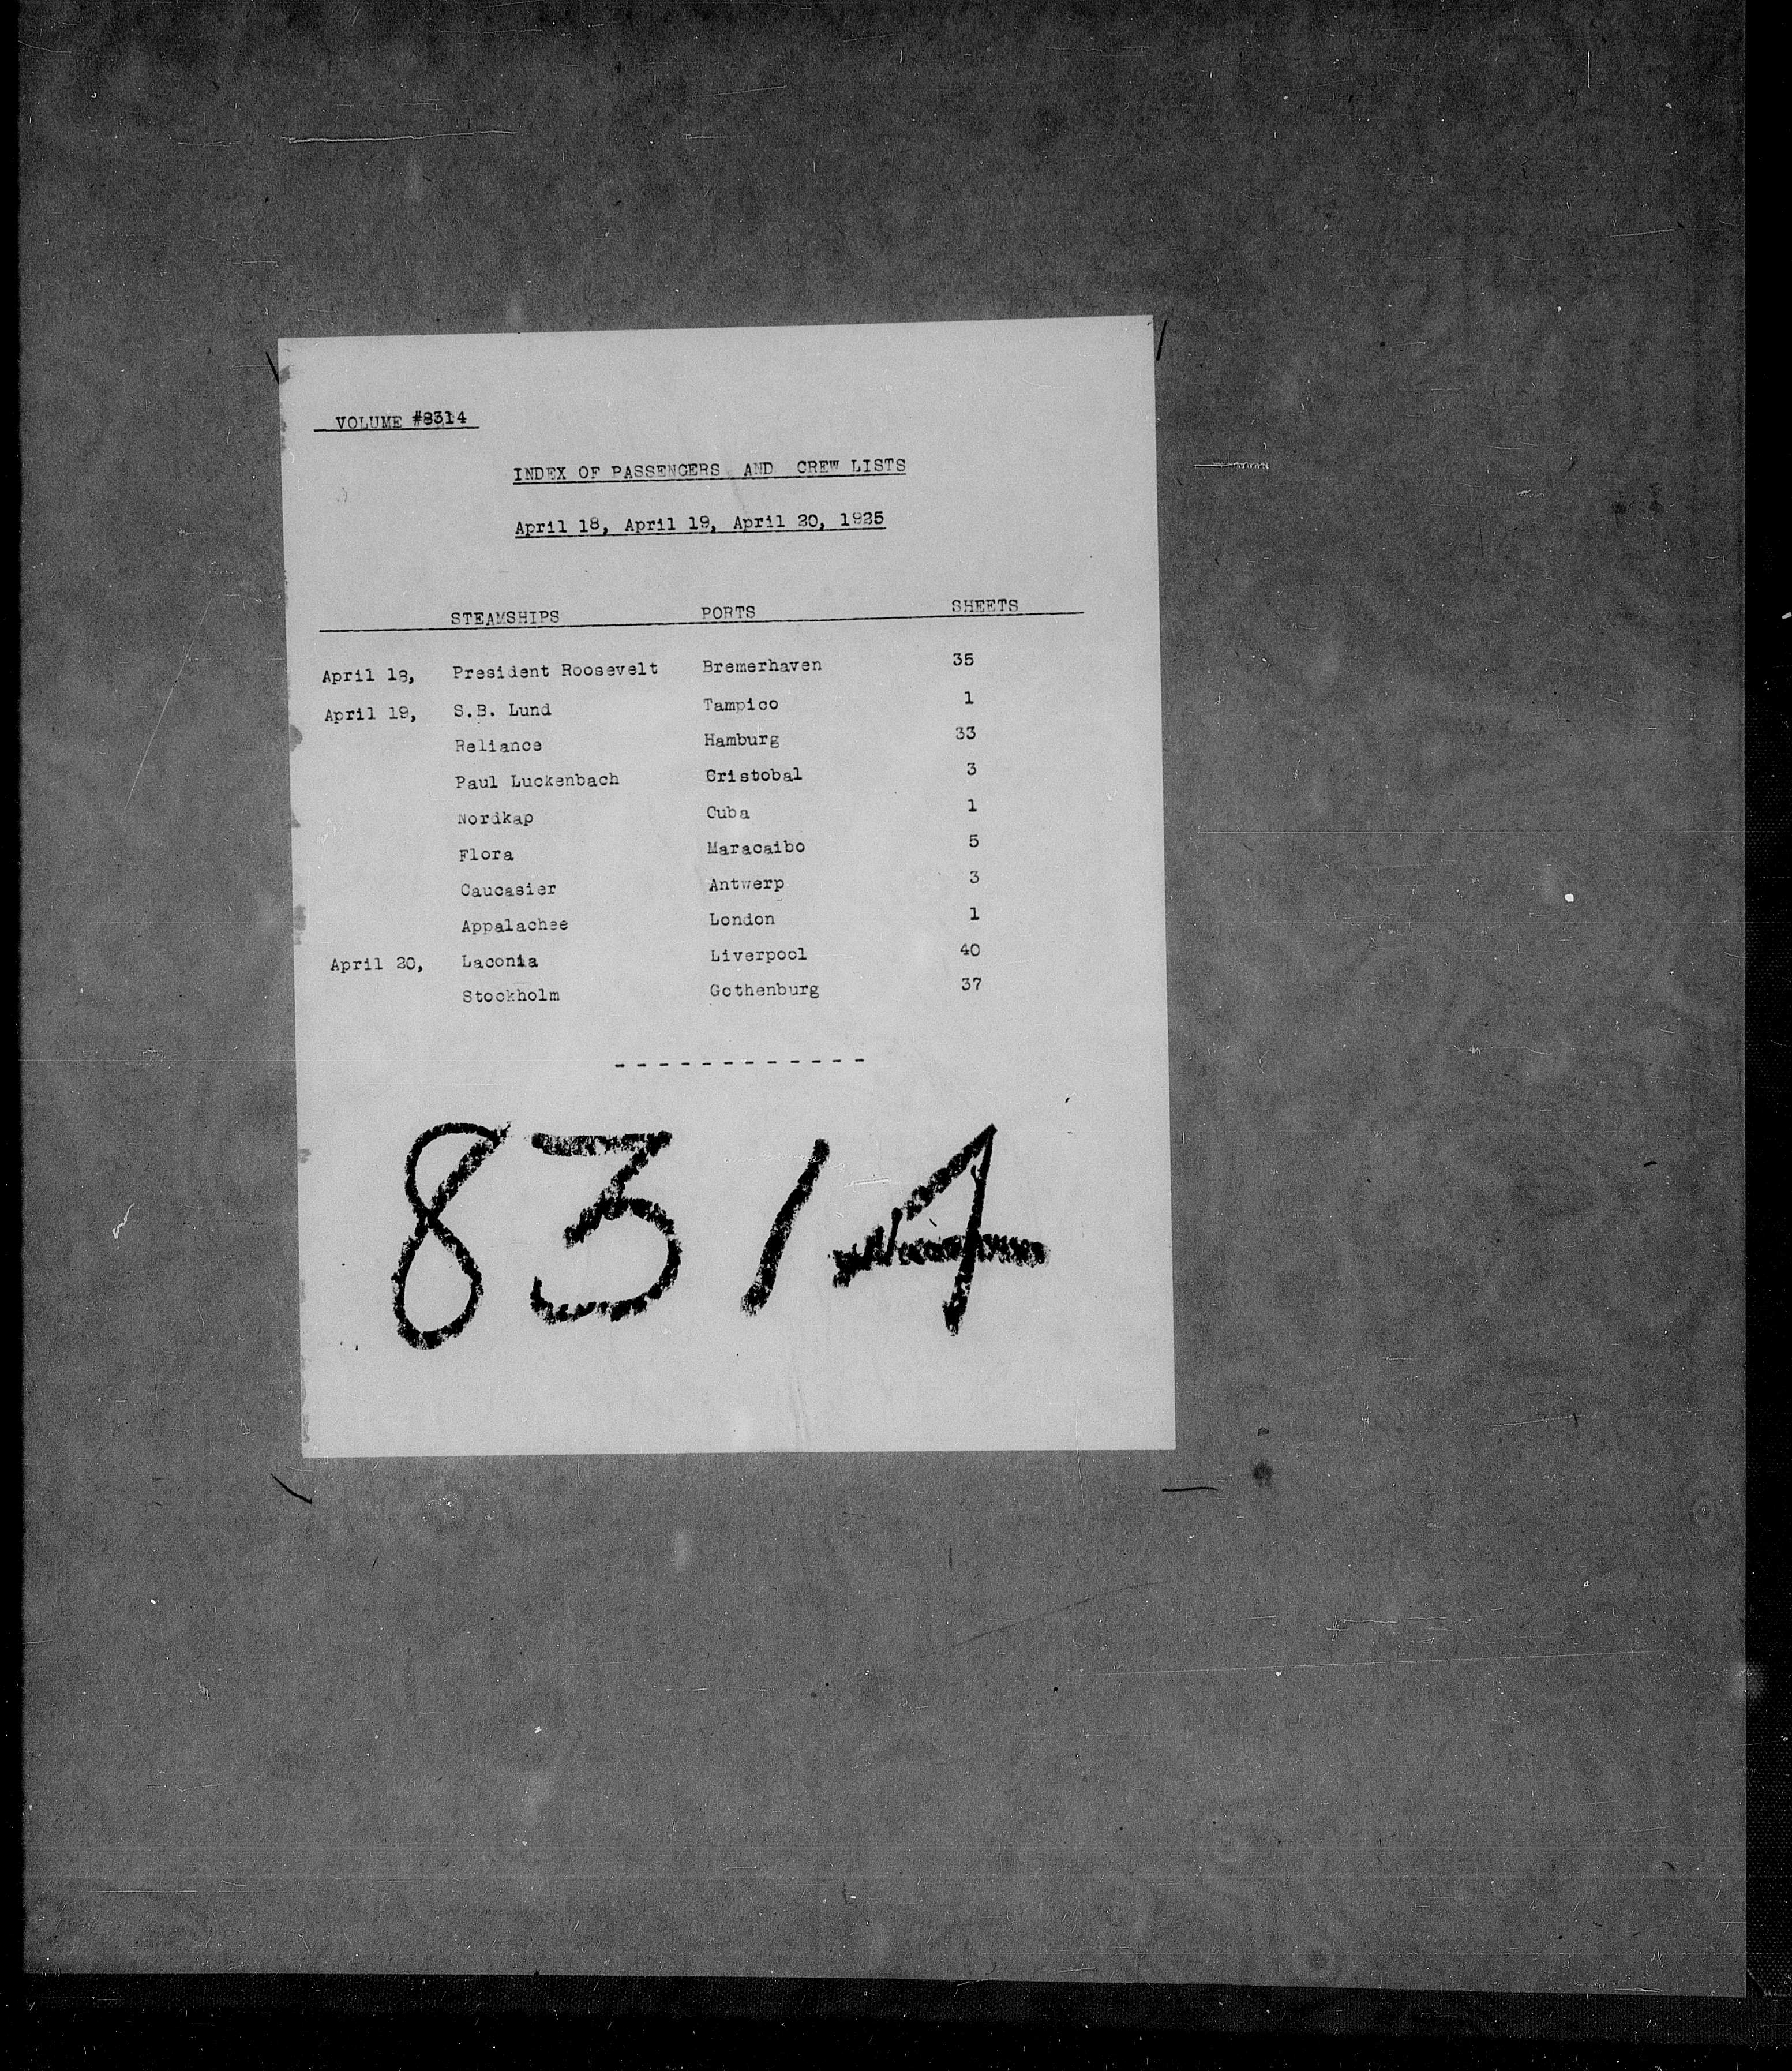 VOLUME #8314
INDEX OF PASSENGERS AND CREW LISTS
April 18, April 19, April 20, 1925
STEAMSHIPS PORTS SHEETS
April 18, President Roosevelt Bremerhaven 35
April 19, S.B. Lund Tampico 1
Reliance Hamburg 33
Paul Luckenbach Cristobal 3
Nordkap Cuba 1
Flora Maracaibo 5
Caucasier Antwerp 3
Appalachee London 1
April 20, Laconia Liverpool 40
Stockholm Gothenburg 37
- - - - - - - - - - - -
8314